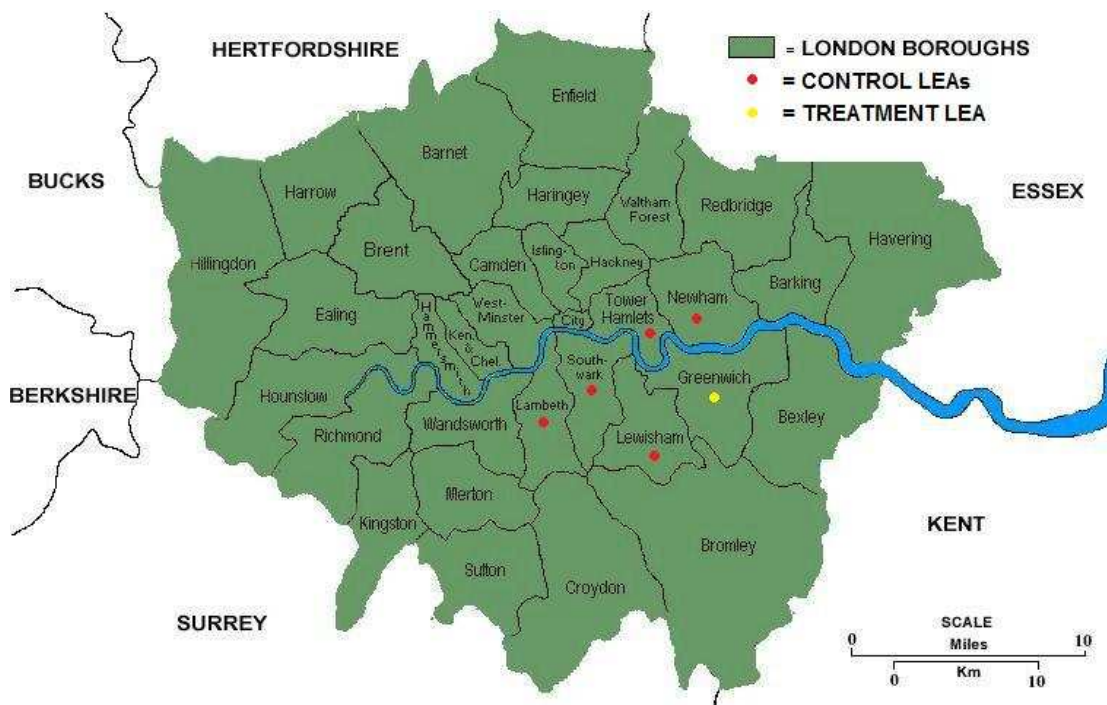 HERTFORDSHIRE
= LONDON BOROUGHS
= CONTROL LEAs
= TREATMENT LEA
BUCKS
ESSEX
BERKSHIRE
KENT
SURREY
Enfield
Barnet
Harrow
Haringey
Waltham
Forest
Redbridge
Havering
Hillingdon
Brent
Camden
Isling-
ton
Hackney
Barking
Newham
Tower
Hamlets
Ealing
Hammersmith
Ken.
&
Chel.
West-
Minster
City
South-
wark
Greenwich
Hounslow
Richmond
Wandsworth
Lambeth
Lewisham
Bexley
Merton
Kingston
Sutton
Croydon
Bromley
SCALE
0 Miles 10
Km
0 10